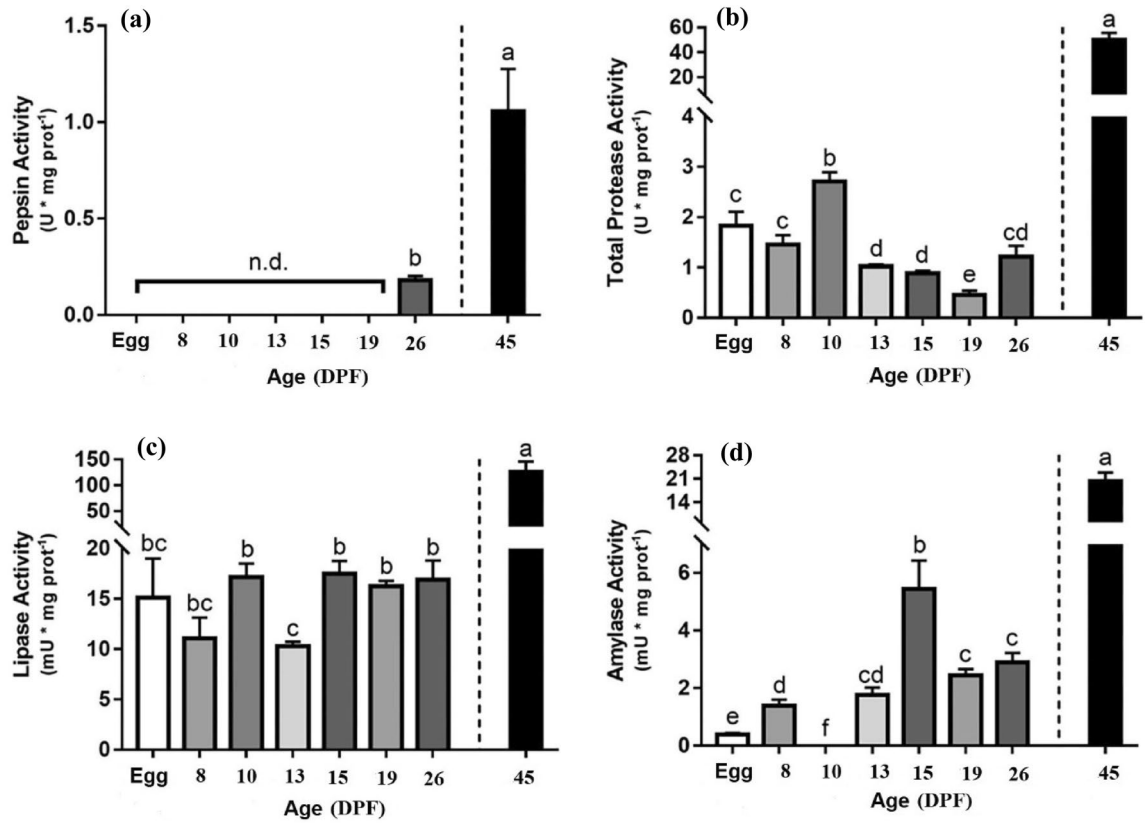 (a)
Pepsin Activity
(U * mg prot⁻¹)
1.5
1.0
0.5
0.0
n.d.
b
a
Egg 8 10 13 15 19 26 45
Age (DPF)
(b)
Total Protease Activity
(U * mg prot⁻¹)
60
40
20
4
3
2
1
0
c c b d d e cd a
Egg 8 10 13 15 19 26 45
Age (DPF)
(c)
Lipase Activity
(mU * mg prot⁻¹)
150
100
50
20
15
10
5
0
bc bc b c b b b a
Egg 8 10 13 15 19 26 45
Age (DPF)
(d)
Amylase Activity
(mU * mg prot⁻¹)
28
21
14
6
4
2
0
e d f cd b c c a
Egg 8 10 13 15 19 26 45
Age (DPF)